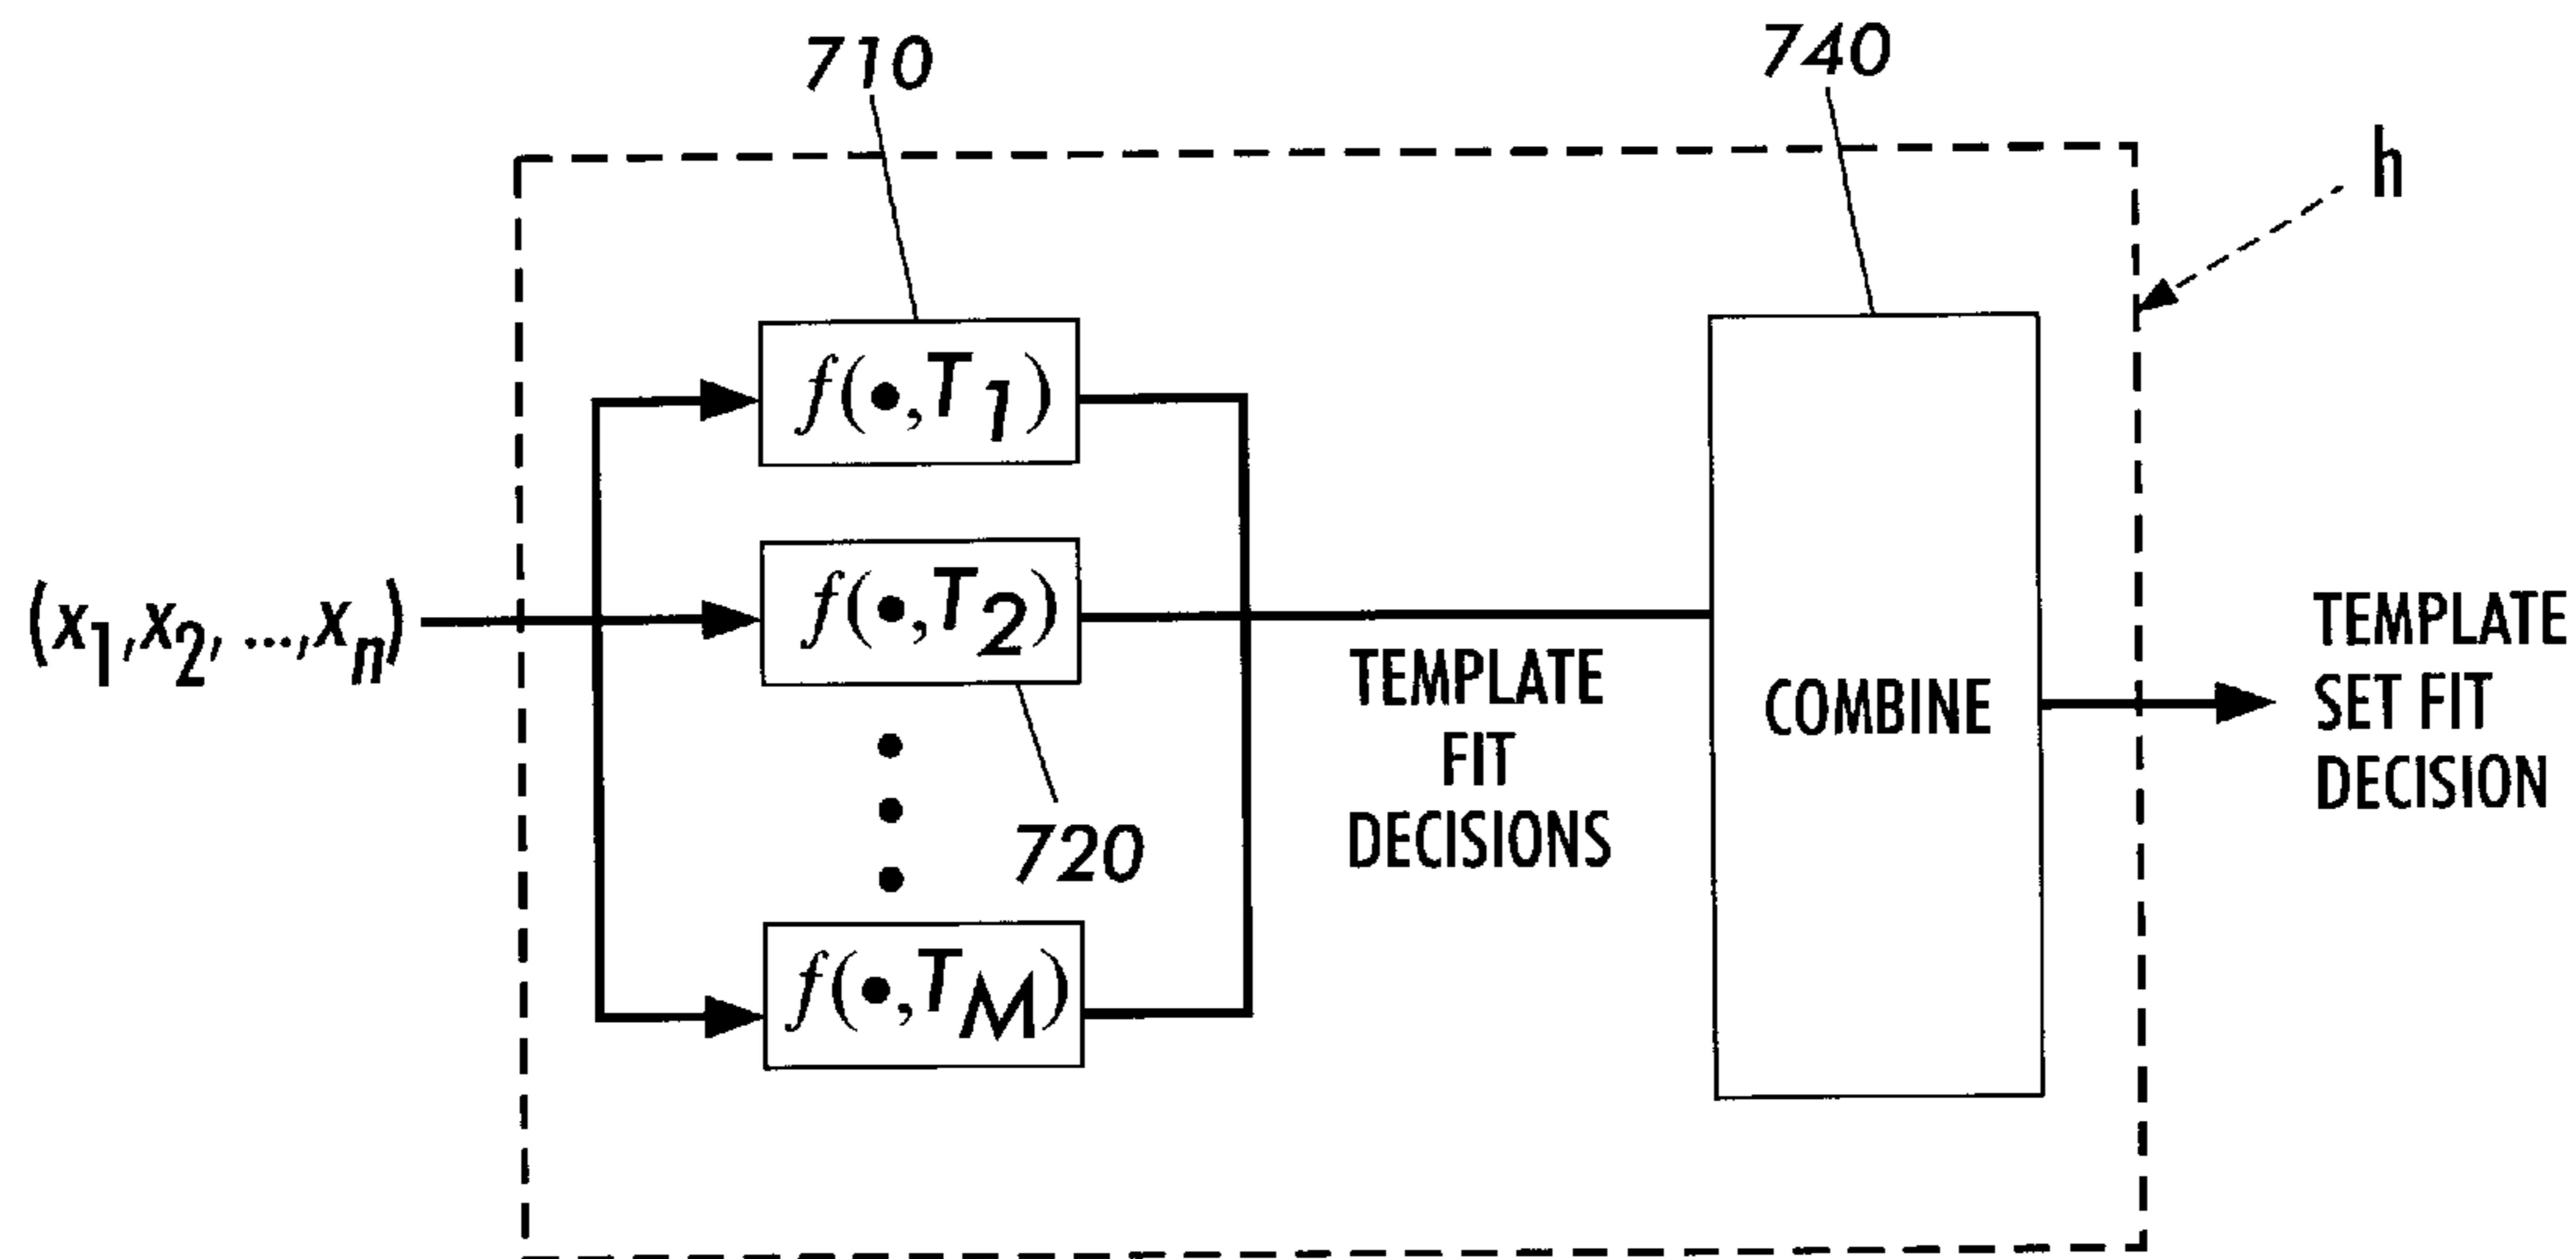 710
740
h
f(•,T1)
(x1,x2, ...,xn)
f(•,T2)
720
f(•,TM)
TEMPLATE
FIT
DECISIONS
COMBINE
TEMPLATE
SET FIT
DECISION